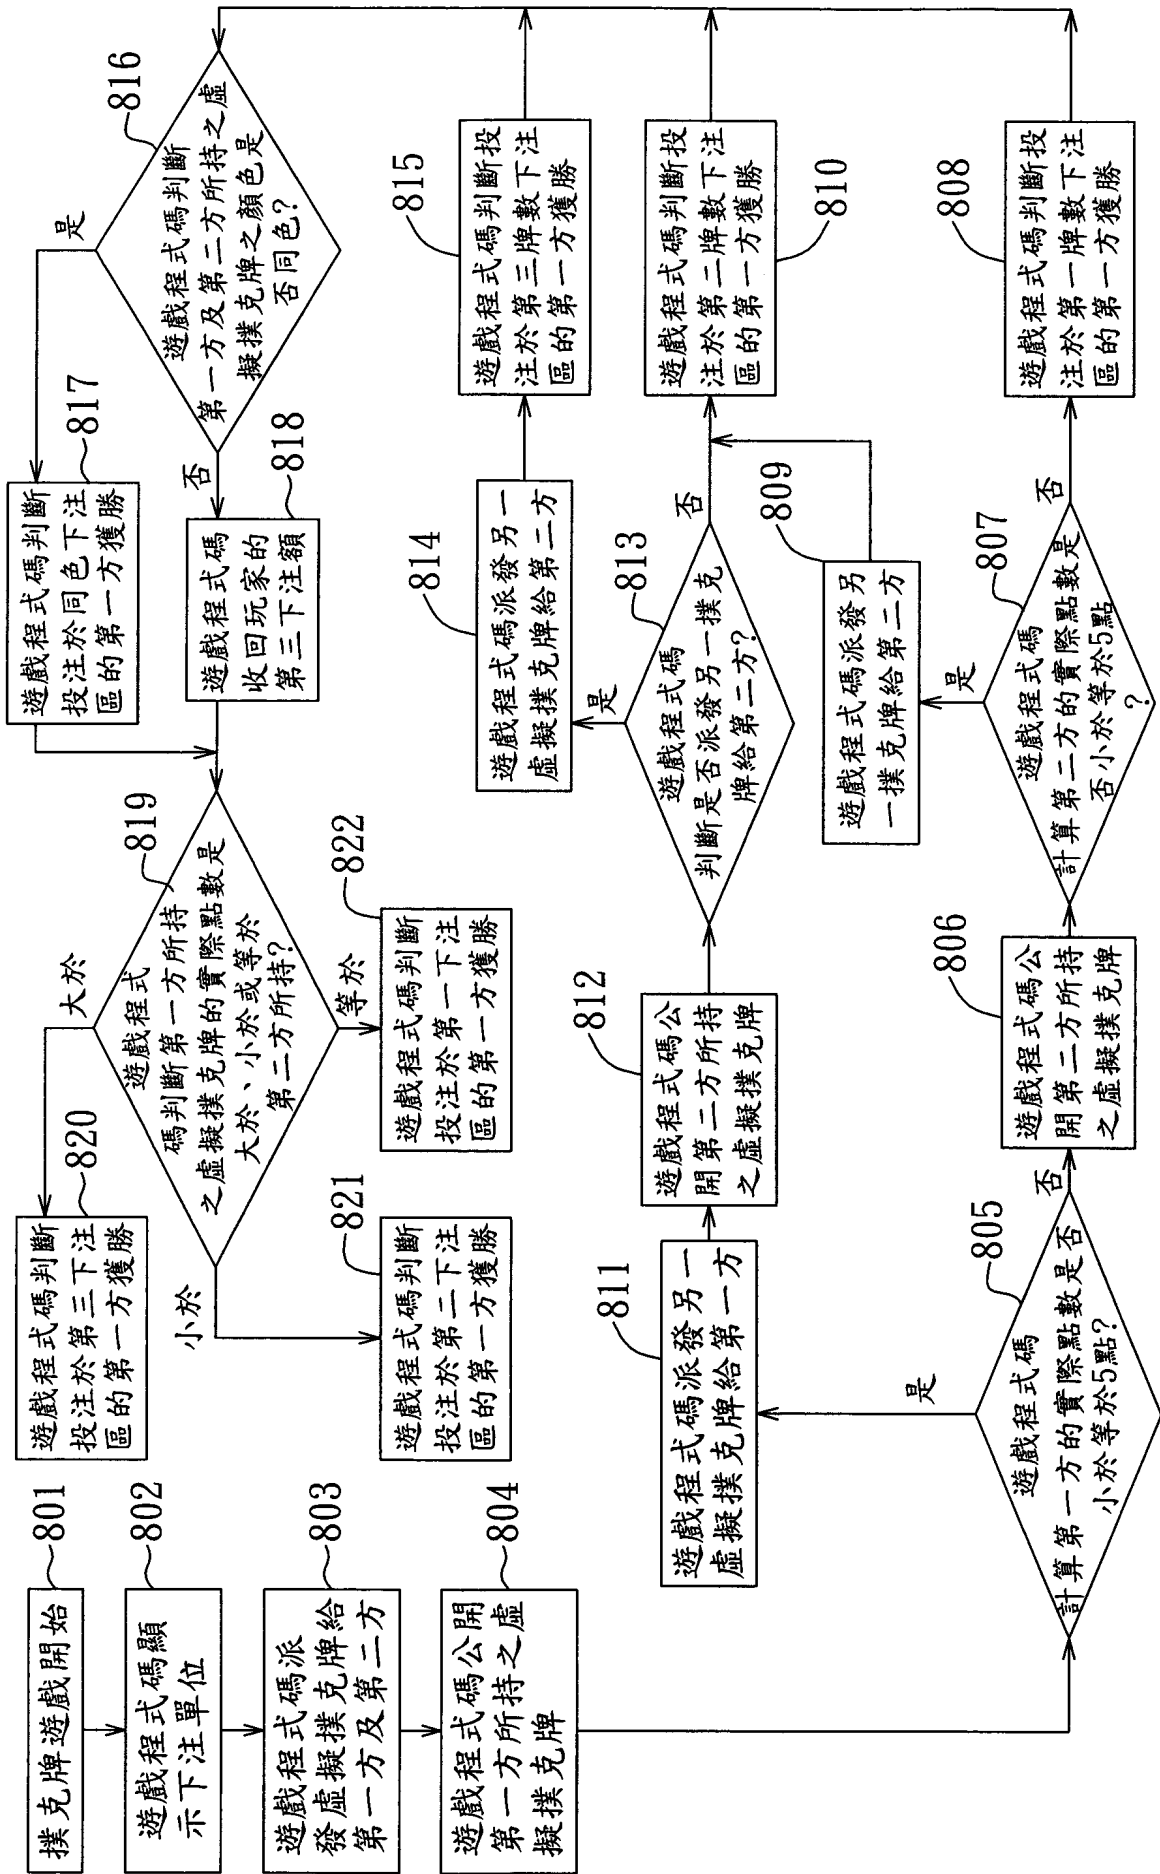 801
撲克牌遊戲開始
802
遊戲程式碼顯
示下注單位
803
遊戲程式碼派
發虛擬撲克牌給
第一方及第二方
804
遊戲程式碼公開
第一方所持之虛
擬撲克牌
805
遊戲程式碼
計算第一方的實際點數是否
小於等於5點?
是
否
806
遊戲程式碼公
開第二方所持
之虛擬撲克牌
807
遊戲程式碼
計算第二方的實際點數是
否小於等於5點
?
是
否
808
遊戲程式碼判斷投
注於第一牌數下注
區的第一方獲勝
809
遊戲程式碼派發另
一撲克牌給第二方
810
遊戲程式碼判斷投
注於第二牌數下注
區的第一方獲勝
811
遊戲程式碼派發另一
虛擬撲克牌給第一方
812
遊戲程式碼公
開第二方所持
之虛擬撲克牌
813
遊戲程式碼
判斷是否派發另一撲克
牌給第二方?
是
否
814
遊戲程式碼派發另一
虛擬撲克牌給第二方
815
遊戲程式碼判斷投
注於第三牌數下注
區的第一方獲勝
816
遊戲程式碼判斷
第一方及第二方所持之虛
擬撲克牌之顏色是
否同色?
是
否
817
遊戲程式碼判斷
投注於同色下注
區的第一方獲勝
818
遊戲程式碼
收回玩家的
第三下注額
819
遊戲程式
碼判斷第一方所持
之虛擬撲克牌的實際點數是
大於、小於或等於
第二方所持?
大於
小於
等於
820
遊戲程式碼判斷
投注於第三下注
區的第一方獲勝
821
遊戲程式碼判斷
投注於第二下注
區的第一方獲勝
822
遊戲程式碼判斷
投注於第一下注
區的第一方獲勝